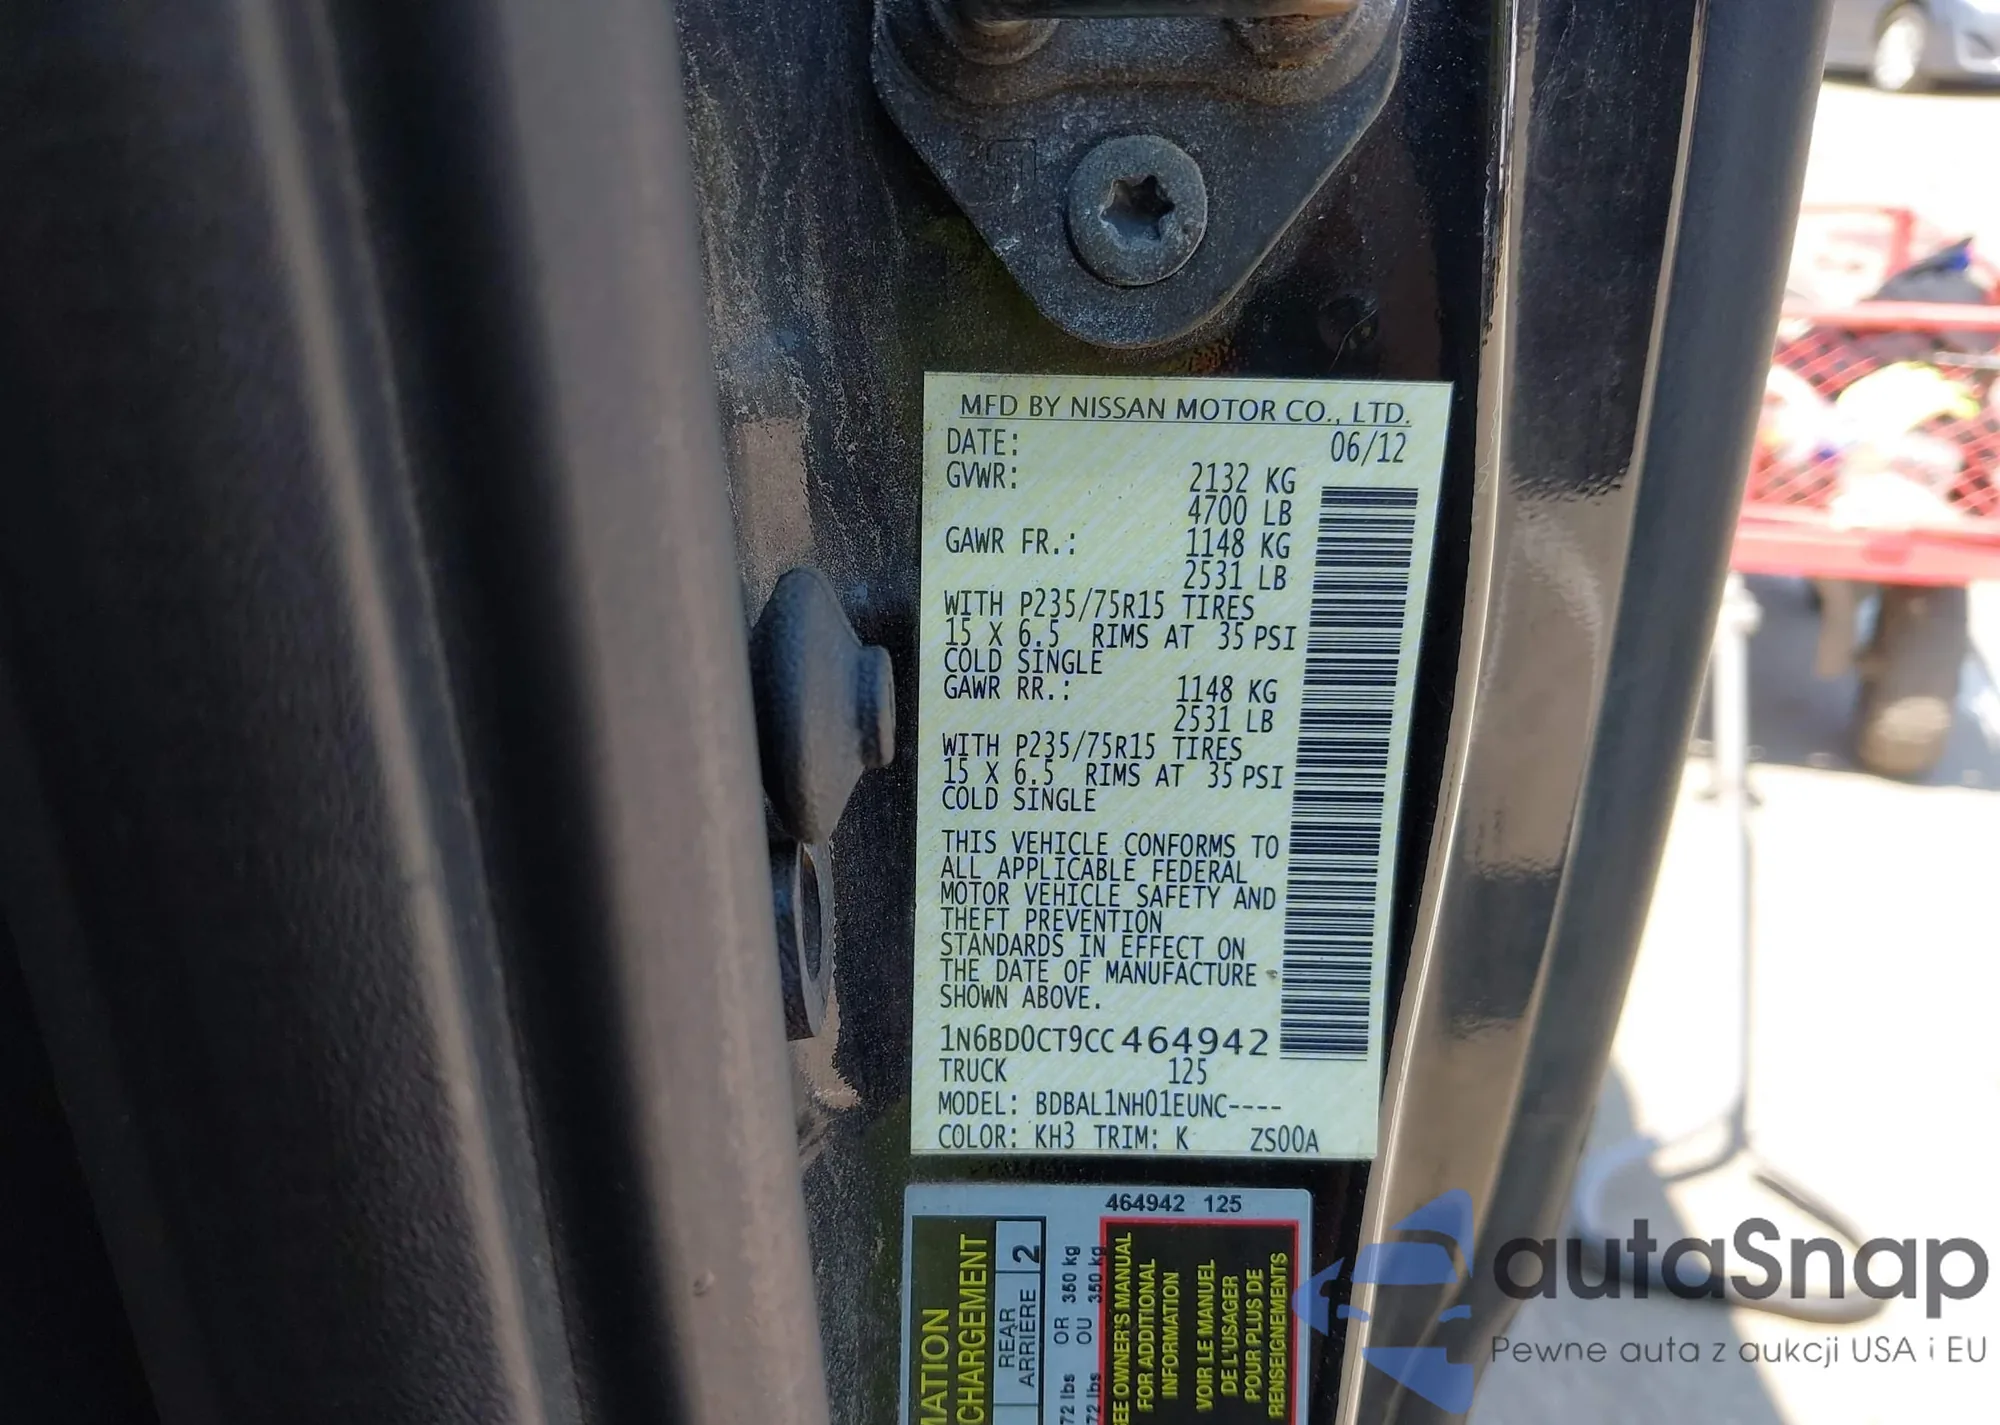 MFD BY NISSAN MOTOR CO., LTD.
DATE: 06/12
GVWR: 2132 KG
4700 LB
GAWR FR.: 1148 KG
2531 LB
WITH P235/75R15 TIRES
15 X 6.5 RIMS AT 35 PSI
COLD SINGLE
GAWR RR.: 1148 KG
2531 LB
WITH P235/75R15 TIRES
15 X 6.5 RIMS AT 35 PSI
COLD SINGLE
THIS VEHICLE CONFORMS TO
ALL APPLICABLE FEDERAL
MOTOR VEHICLE SAFETY AND
THEFT PREVENTION
STANDARDS IN EFFECT ON
THE DATE OF MANUFACTURE
SHOWN ABOVE.
1N6BD0CT9CC464942
TRUCK 125
MODEL: BDBAL1NH01EUNC----
COLOR: KH3 TRIM: K ZS00A
464942 125
REAR 2
ARRIÈRE
lbs OR 350 kg
lbs OU 350 kg
SEE OWNER'S MANUAL
FOR ADDITIONAL
INFORMATION
VOIR LE MANUEL
DE L'USAGER
POUR PLUS DE
RENSEIGNEMENTS
autaSnap
Pewne auta z aukcji USA i EU